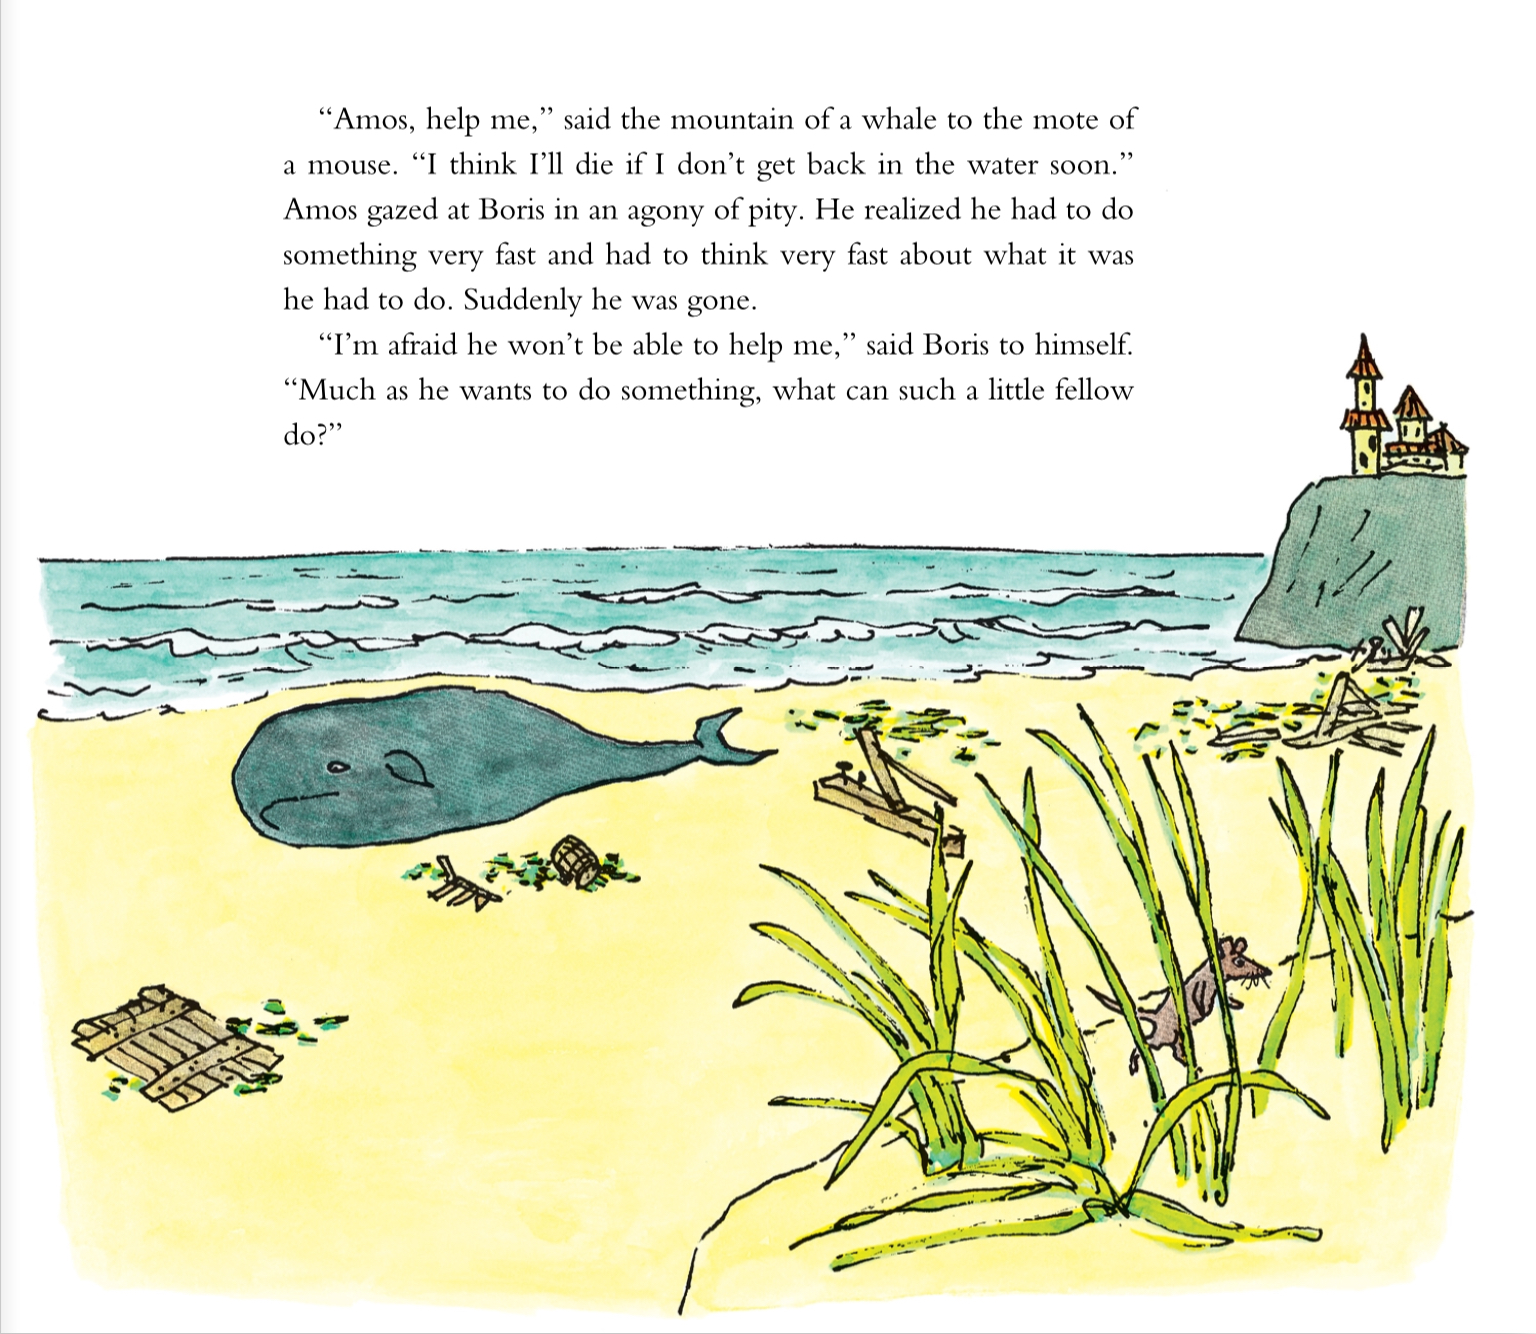 “Amos, help me,” said the mountain of a whale to the mote of
a mouse. “I think I’ll die if I don’t get back in the water soon.”
Amos gazed at Boris in an agony of pity. He realized he had to do
something very fast and had to think very fast about what it was
he had to do. Suddenly he was gone.
“I’m afraid he won’t be able to help me,” said Boris to himself.
“Much as he wants to do something, what can such a little fellow
do?”